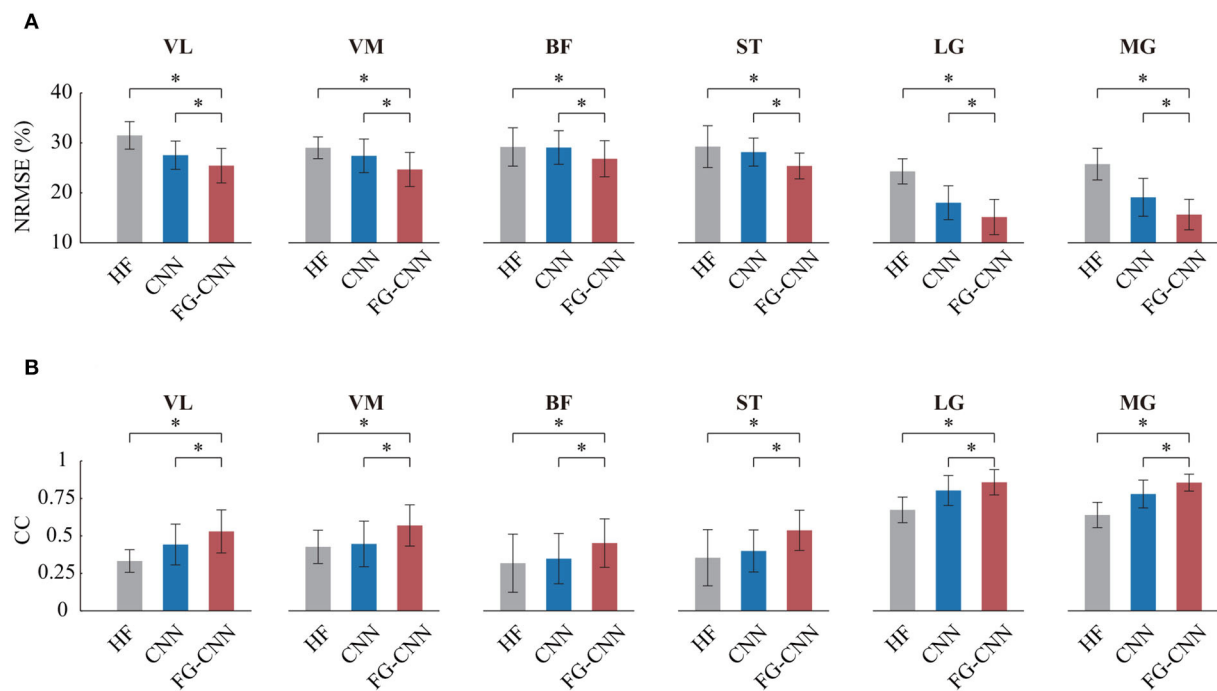 A
VL VM BF ST LG MG
* * * * * *
* * * * * *
NRMSE (%)
40
30
20
10
HF CNN FG-CNN HF CNN FG-CNN HF CNN FG-CNN HF CNN FG-CNN HF CNN FG-CNN HF CNN FG-CNN
B
VL VM BF ST LG MG
* * * * * *
* * * * * *
CC
1
0.75
0.5
0.25
0
HF CNN FG-CNN HF CNN FG-CNN HF CNN FG-CNN HF CNN FG-CNN HF CNN FG-CNN HF CNN FG-CNN